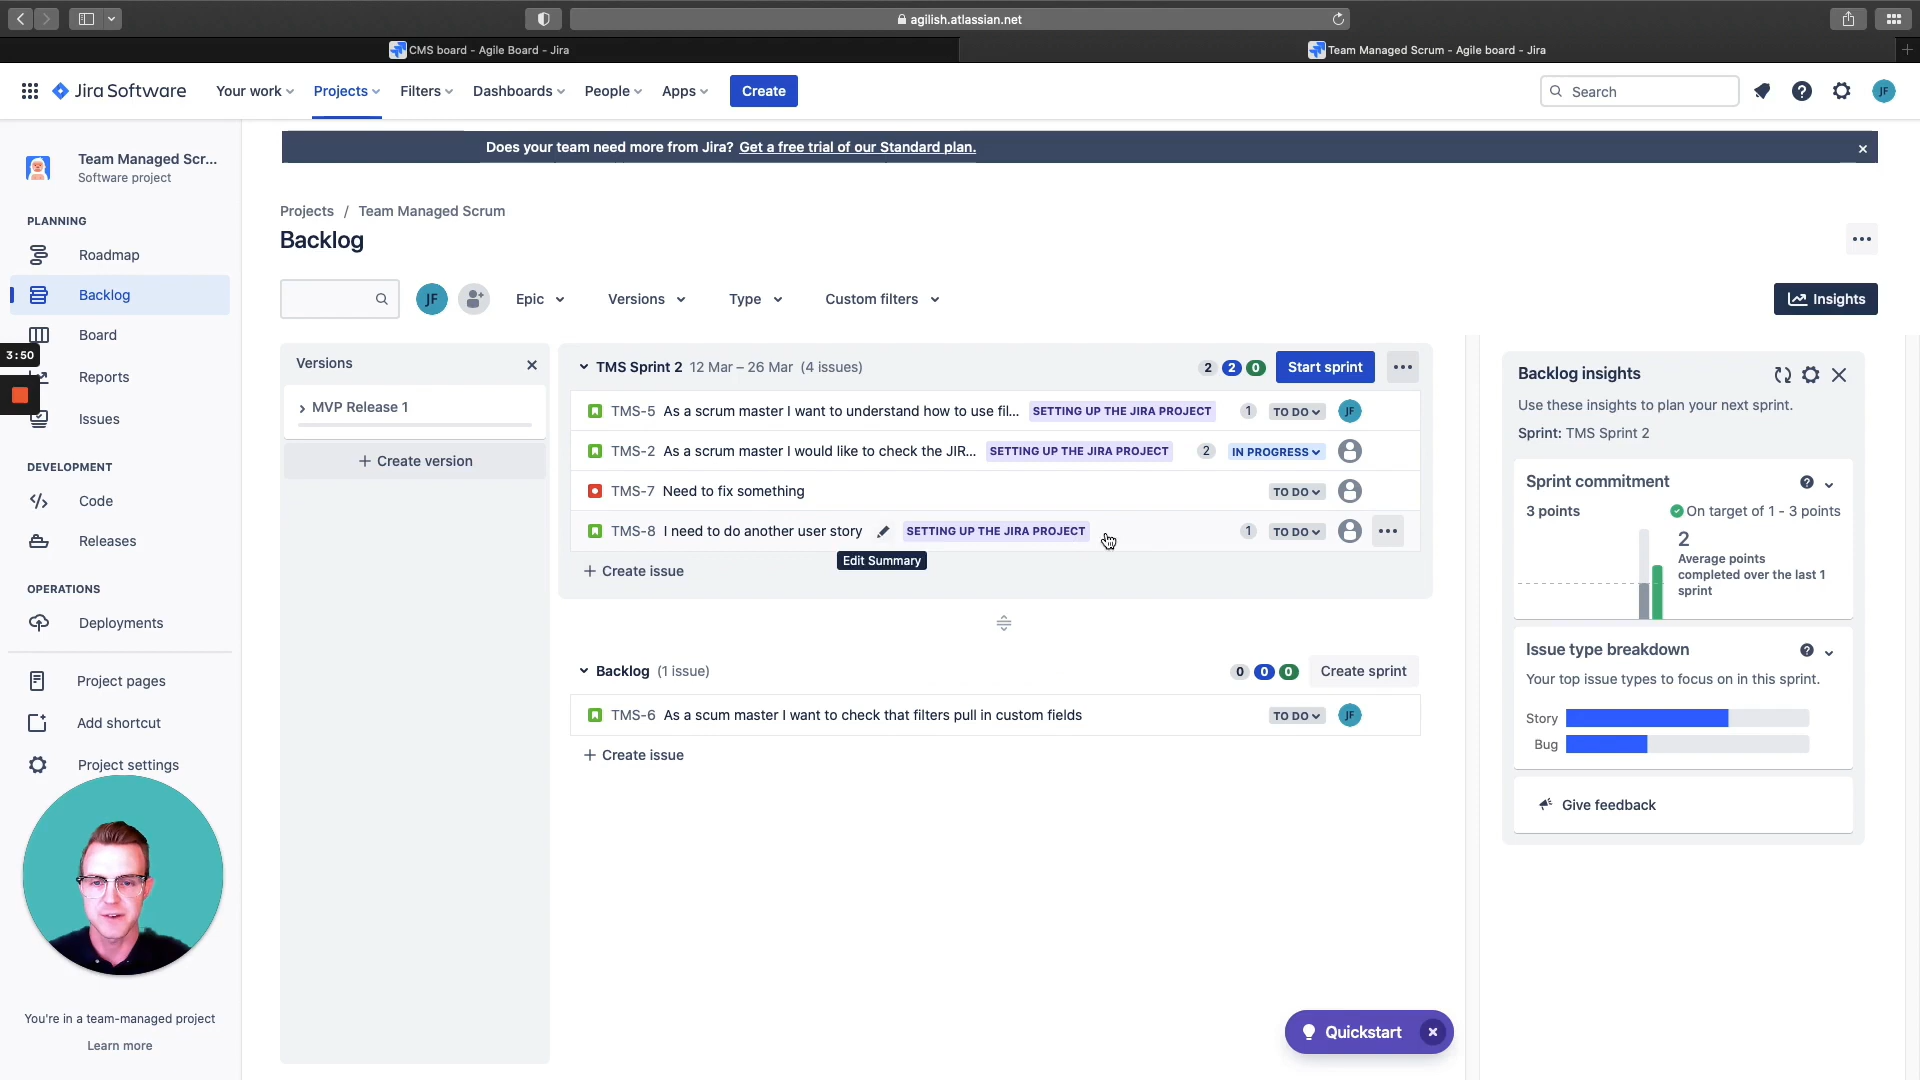 agilish.atlassian.net
CMS board - Agile Board - Jira
Team Managed Scrum - Agile board - Jira
Jira Software
Your work
Projects
Filters
Dashboards
People
Apps
Create
Search
JF
Team Managed Scr...
Software project
Does your team need more from Jira? Get a free trial of our Standard plan.
PLANNING
Roadmap
Backlog
Board
3:50
Reports
Issues
DEVELOPMENT
Code
Releases
OPERATIONS
Deployments
Project pages
Add shortcut
Project settings
You're in a team-managed project
Learn more
Projects / Team Managed Scrum
Backlog
JF
Epic
Versions
Type
Custom filters
Insights
Versions
MVP Release 1
+ Create version
TMS Sprint 2 12 Mar – 26 Mar (4 issues)
2 2 0
Start sprint
TMS-5 As a scrum master I want to understand how to use fil... SETTING UP THE JIRA PROJECT 1 TO DO JF
TMS-2 As a scrum master I would like to check the JIR... SETTING UP THE JIRA PROJECT 2 IN PROGRESS
TMS-7 Need to fix something TO DO
TMS-8 I need to do another user story SETTING UP THE JIRA PROJECT 1 TO DO
Edit Summary
+ Create issue
Backlog (1 issue)
0 0 0
Create sprint
TMS-6 As a scum master I want to check that filters pull in custom fields TO DO JF
+ Create issue
Backlog insights
Use these insights to plan your next sprint.
Sprint: TMS Sprint 2
Sprint commitment
3 points
On target of 1 - 3 points
2
Average points
completed over the last 1
sprint
Issue type breakdown
Your top issue types to focus on in this sprint.
Story
Bug
Give feedback
Quickstart